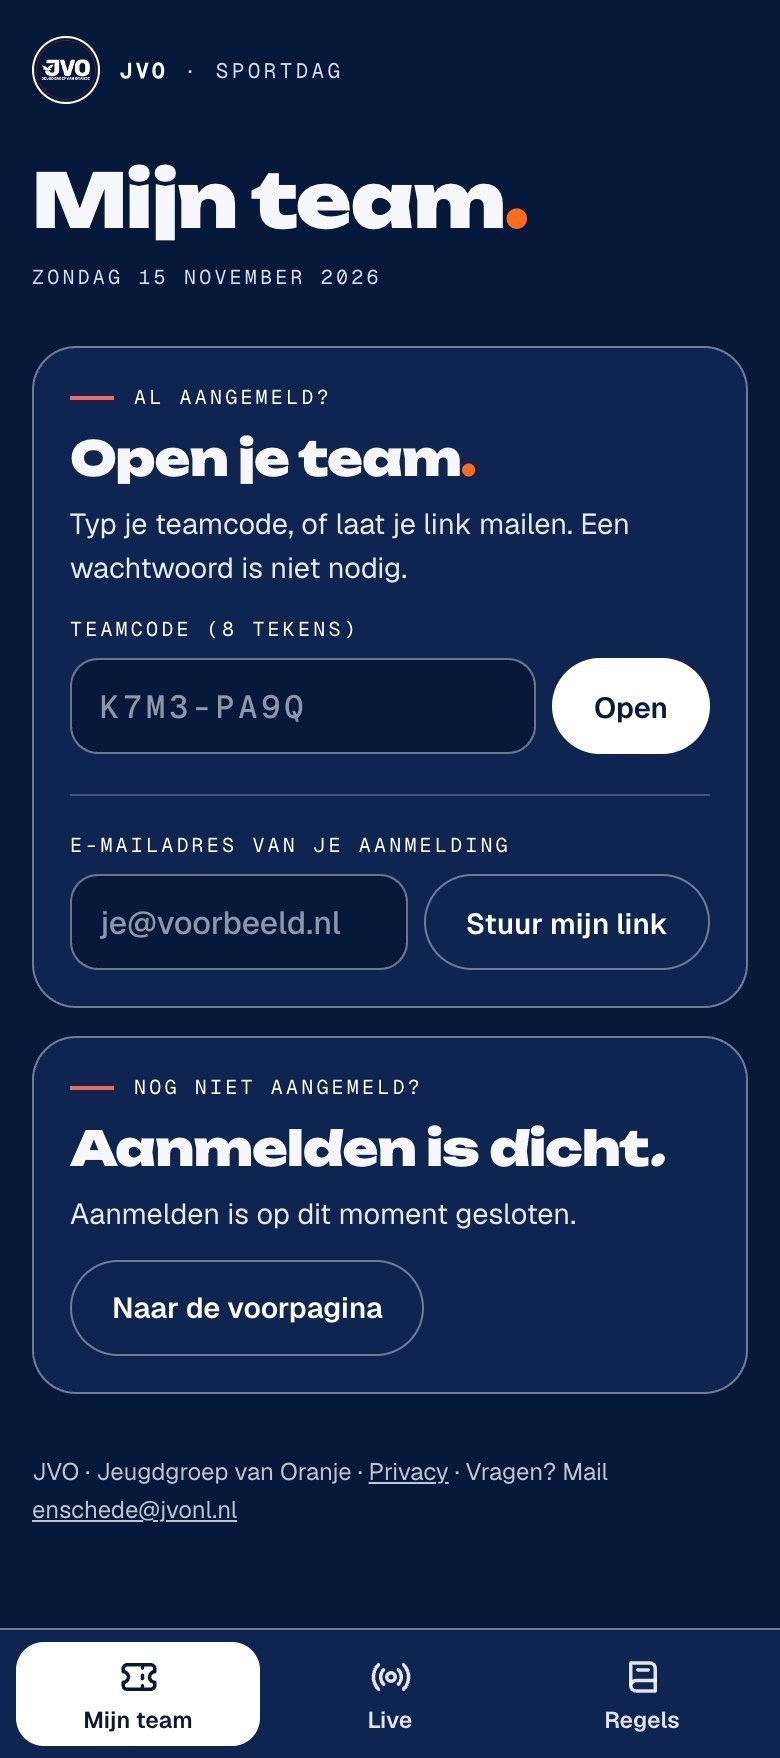 JVO
JVO · SPORTDAG
Mijn team.
ZONDAG 15 NOVEMBER 2026
AL AANGEMELD?
Open je team.
Typ je teamcode, of laat je link mailen. Een
wachtwoord is niet nodig.
TEAMCODE (8 TEKENS)
K7M3-PA9Q
Open
E-MAILADRES VAN JE AANMELDING
je@voorbeeld.nl
Stuur mijn link
NOG NIET AANGEMELD?
Aanmelden is dicht.
Aanmelden is op dit moment gesloten.
Naar de voorpagina
JVO · Jeugdgroep van Oranje · Privacy · Vragen? Mail
enschede@jvonl.nl
Mijn team
Live
Regels